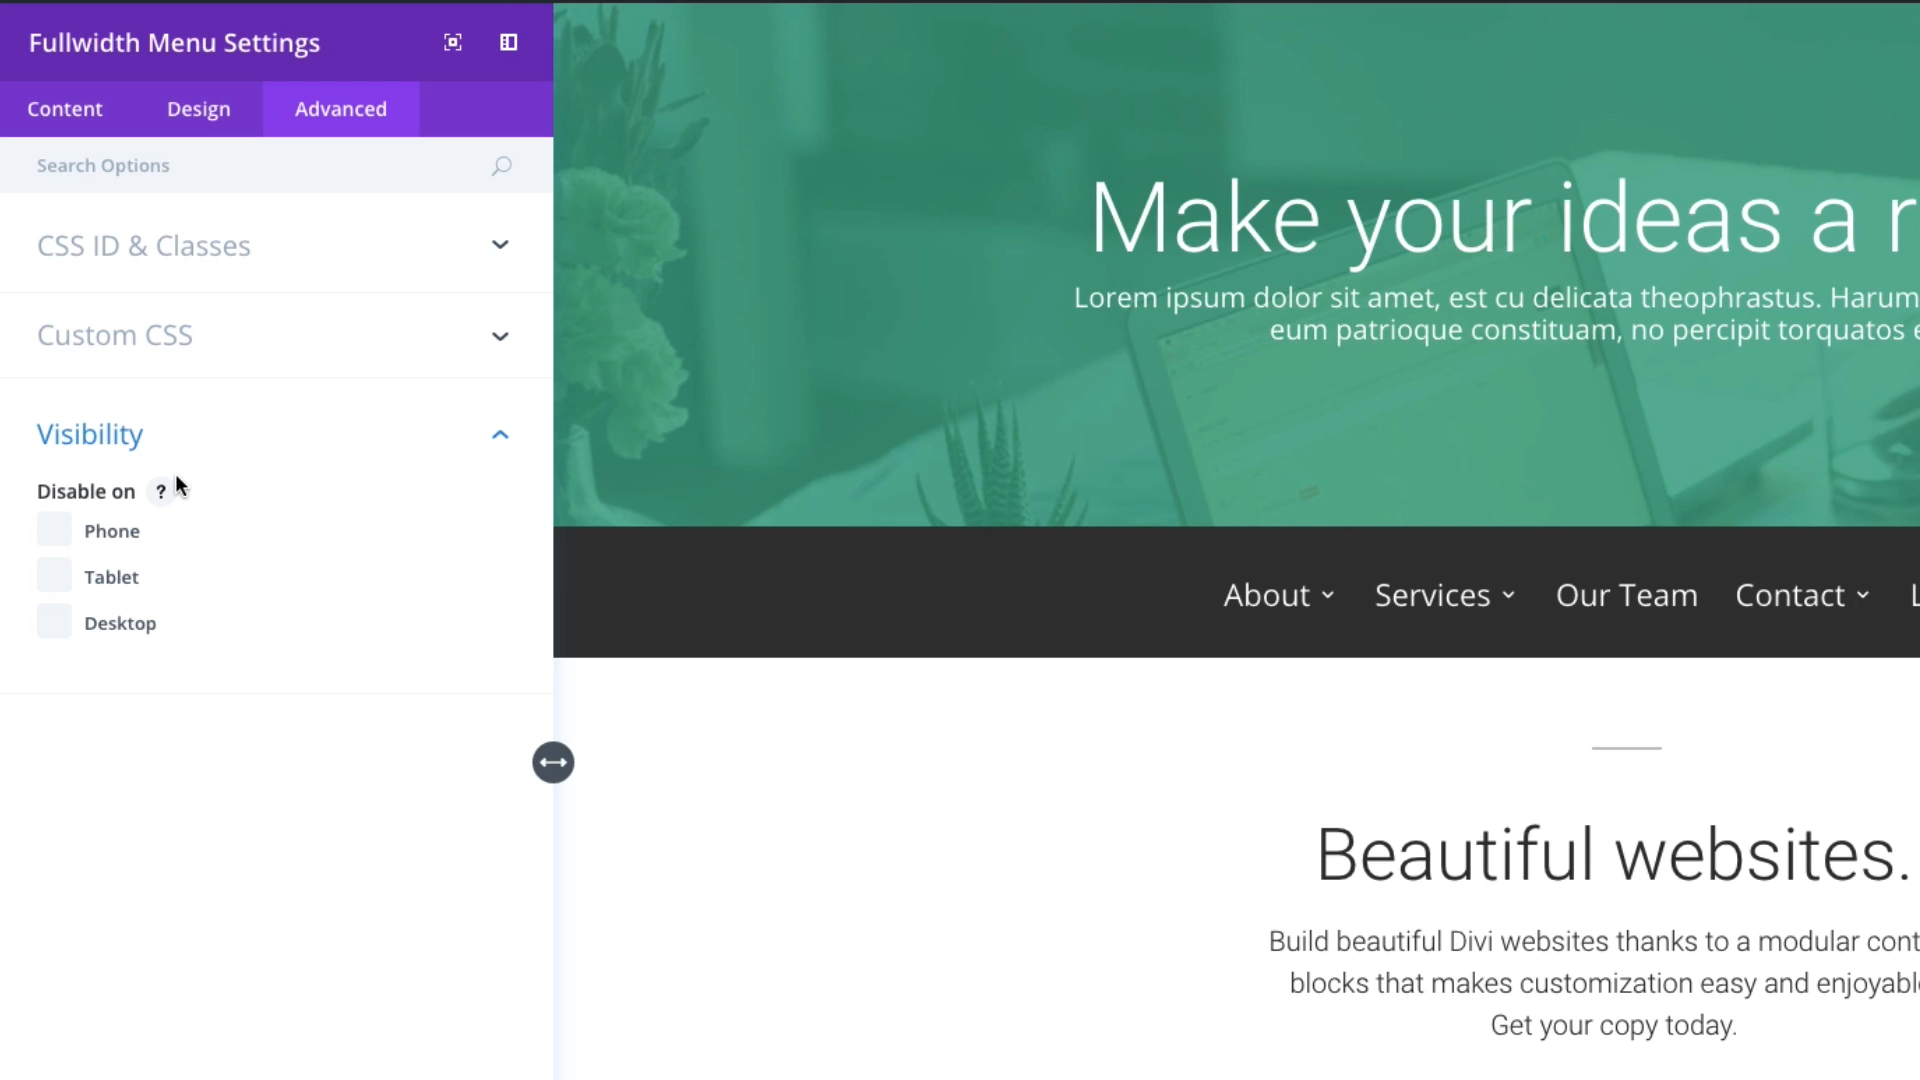 Fullwidth Menu Settings
Content Design Advanced
Search Options
CSS ID & Classes
Custom CSS
Visibility
Disable on ?
Phone
Tablet
Desktop
Make your ideas a r
Lorem ipsum dolor sit amet, est cu delicata theophrastus. Harum
eum patrioque constituam, no percipit torquatos e
About Services Our Team Contact L
Beautiful websites.
Build beautiful Divi websites thanks to a modular cont
blocks that makes customization easy and enjoyabl
Get your copy today.